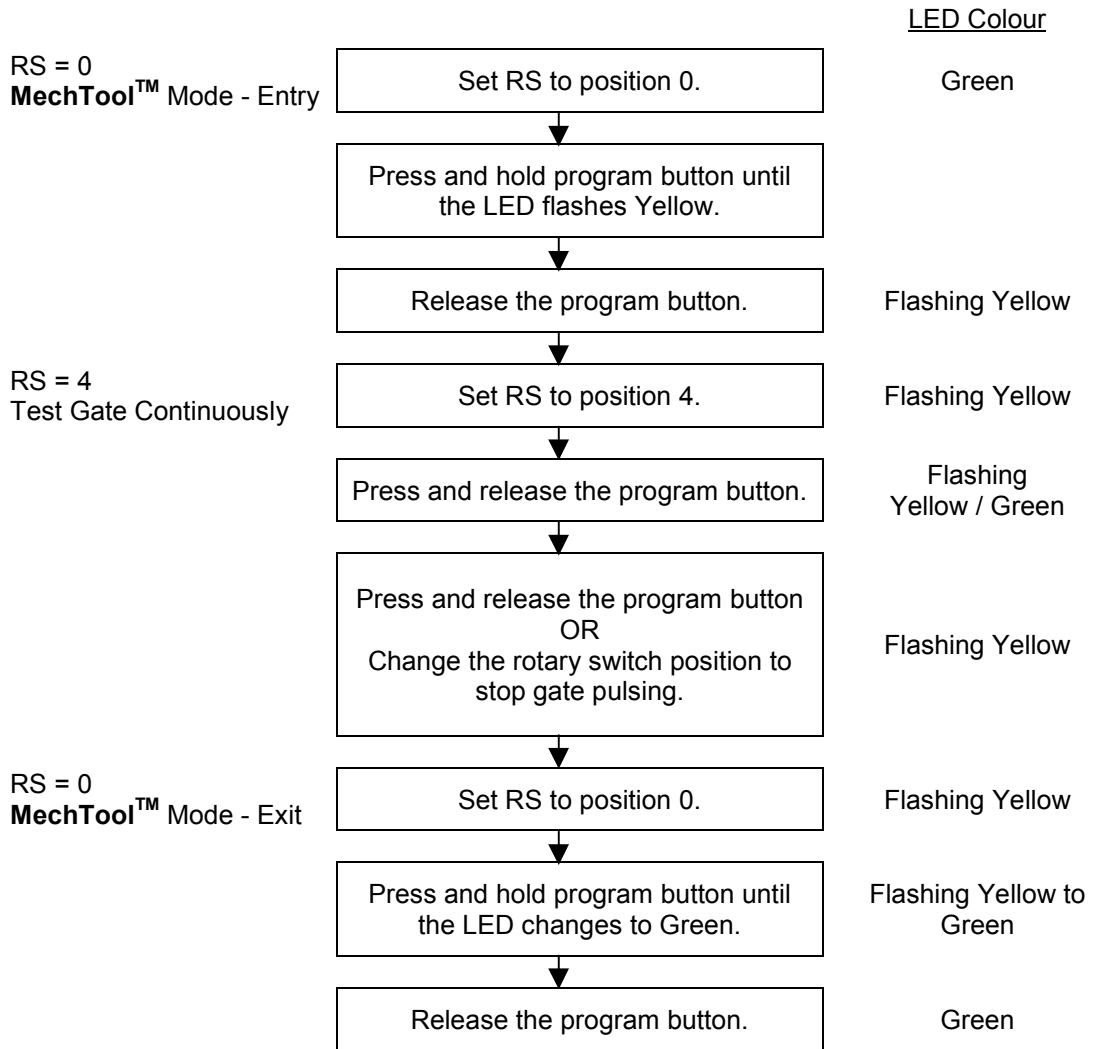 LED Colour
RS = 0
MechTool™ Mode - Entry
Set RS to position 0.
Green
Press and hold program button until
the LED flashes Yellow.
Release the program button.
Flashing Yellow
RS = 4
Test Gate Continuously
Set RS to position 4.
Flashing Yellow
Press and release the program button.
Flashing
Yellow / Green
Press and release the program button
OR
Change the rotary switch position to
stop gate pulsing.
Flashing Yellow
RS = 0
MechTool™ Mode - Exit
Set RS to position 0.
Flashing Yellow
Press and hold program button until
the LED changes to Green.
Flashing Yellow to
Green
Release the program button.
Green